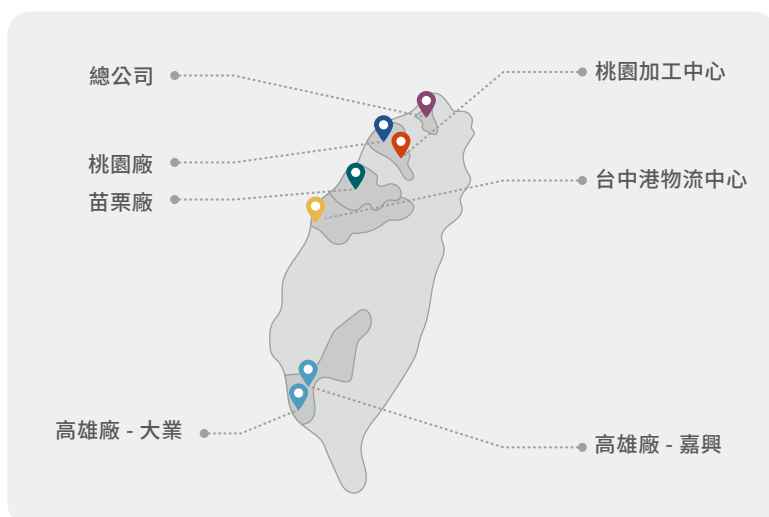 總公司
桃園加工中心
桃園廠
台中港物流中心
苗栗廠
高雄廠 - 大業
高雄廠 - 嘉興